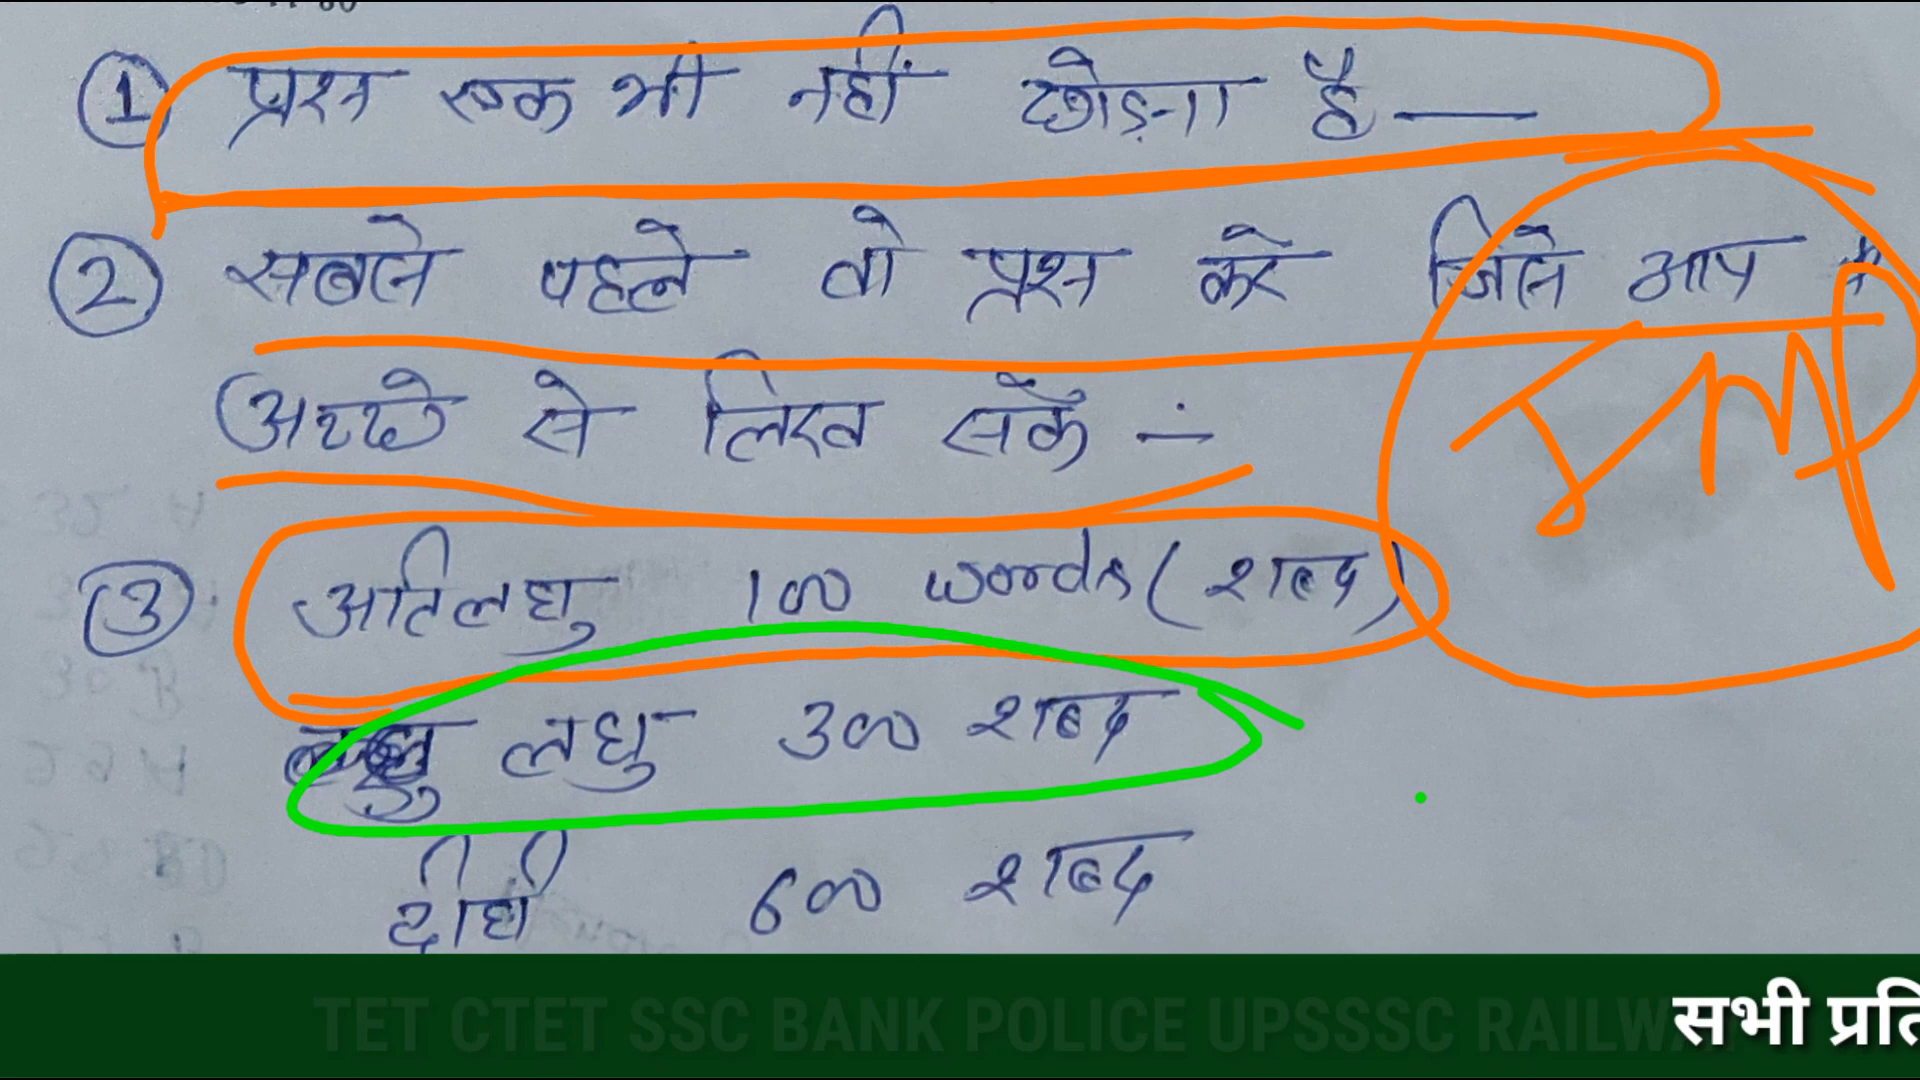 ① प्रश्न एक भी नहीं छोड़ना है —
② सबसे पहले वो प्रश्न करे जिसे आप
अच्छे से लिख सकें :-
Imp
③ अतिलघु 100 words (शब्द)
लघु 300 शब्द
दीर्घ 600 शब्द
TET CTET SSC BANK POLICE UPSSSC RAILWA
सभी प्रति